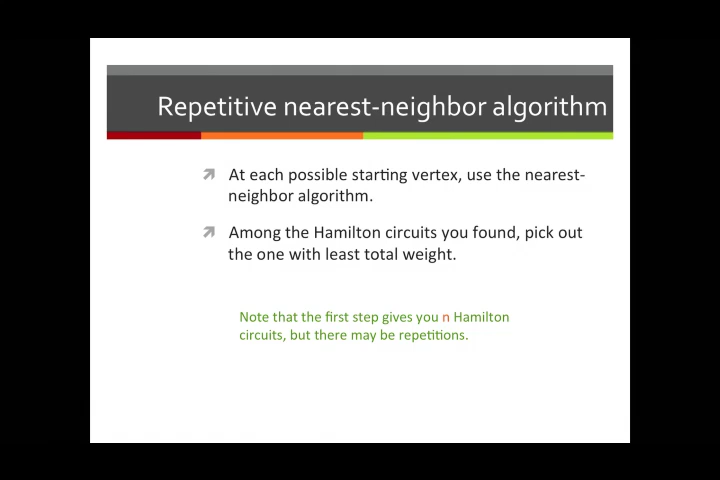 Repetitive nearest-neighbor algorithm
At each possible starting vertex, use the nearest-
neighbor algorithm.
Among the Hamilton circuits you found, pick out
the one with least total weight.
Note that the first step gives you n Hamilton
circuits, but there may be repetitions.